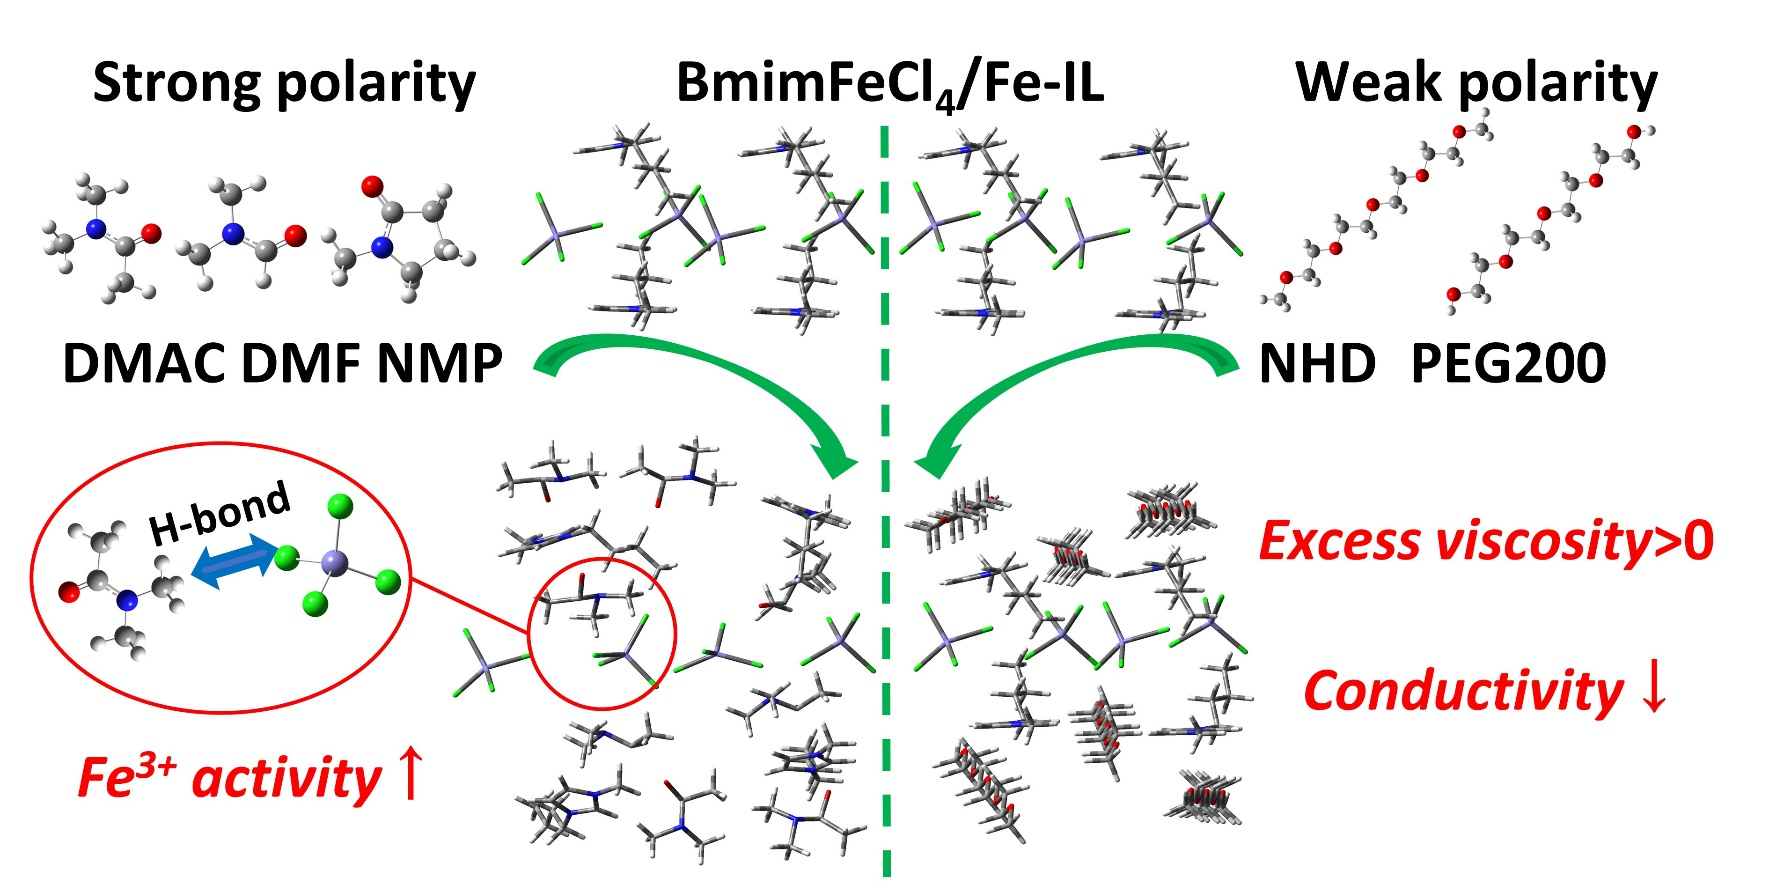 Strong polarity
BmimFeCl₄/Fe-IL
Weak polarity
DMAC DMF NMP
NHD PEG200
H-bond
Excess viscosity>0
Conductivity ↓
Fe³⁺ activity ↑